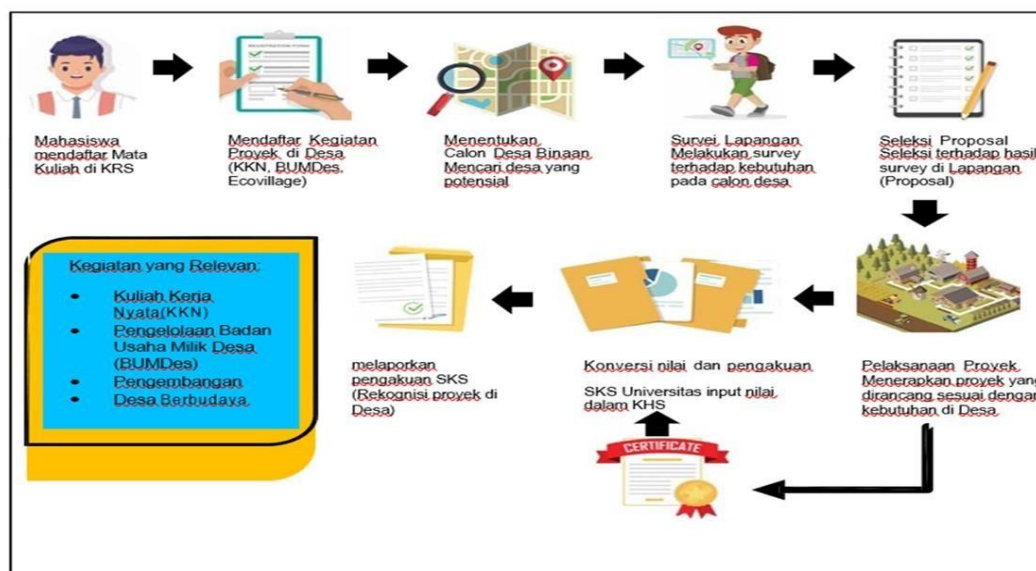 Mahasiswa
mendaftar Mata
Kuliah di KRS
REGISTRATION FORM
Mendaftar Kegiatan
Proyek di Desa
(KKN, BUMDes,
Ecovillage)
Menentukan
Calon Desa Binaan
Mencari desa yang
potensial
Survei Lapangan
Melakukan survey
terhadap kebutuhan
pada calon desa
Seleksi Proposal
Seleksi terhadap hasil
survey di Lapangan
(Proposal)
Kegiatan yang Relevan:
• Kuliah Kerja
Nyata(KKN)
• Pengelolaan Badan
Usaha Milik Desa
(BUMDes)
• Pengembangan
• Desa Berbudaya.
melaporkan
pengakuan SKS
(Rekognisi proyek di
Desa)
Konversi nilai dan pengakuan
SKS Universitas input nilai
dalam KHS
Pelaksanaan Proyek
Menerapkan proyek yang
dirancang sesuai dengan
kebutuhan di Desa
CERTIFICATE